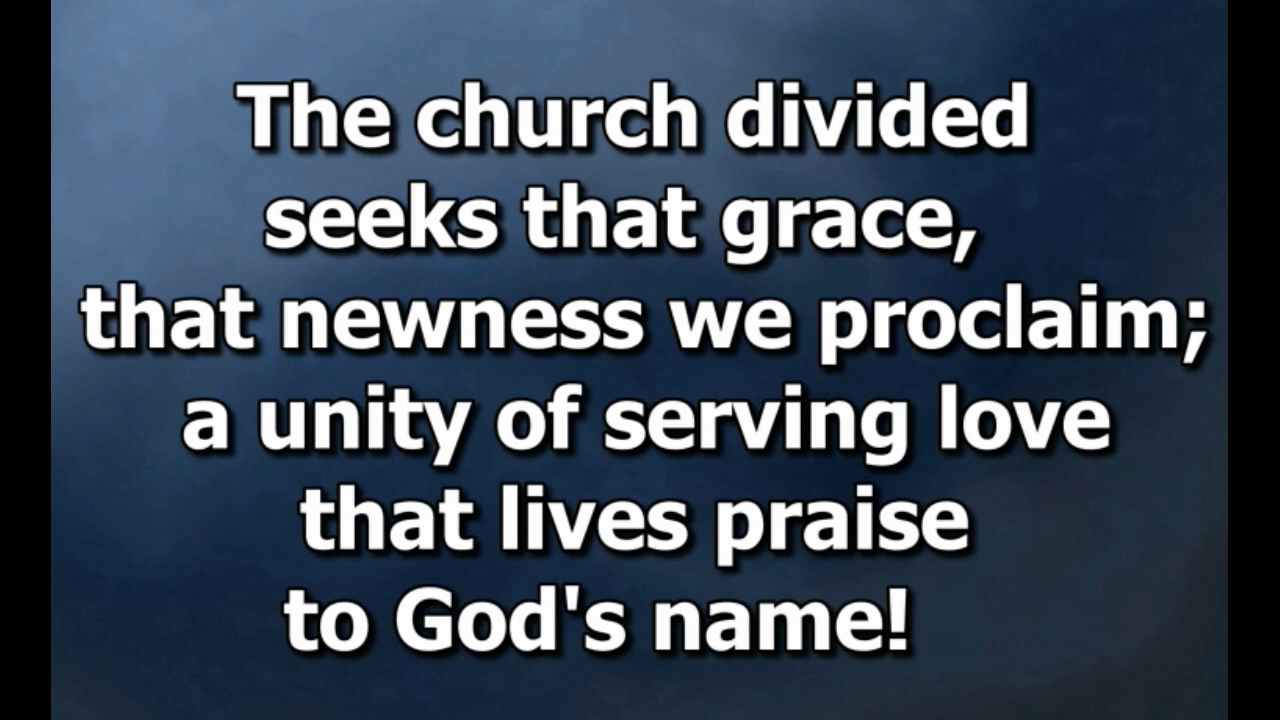 The church divided
seeks that grace,
that newness we proclaim;
a unity of serving love
that lives praise
to God's name!